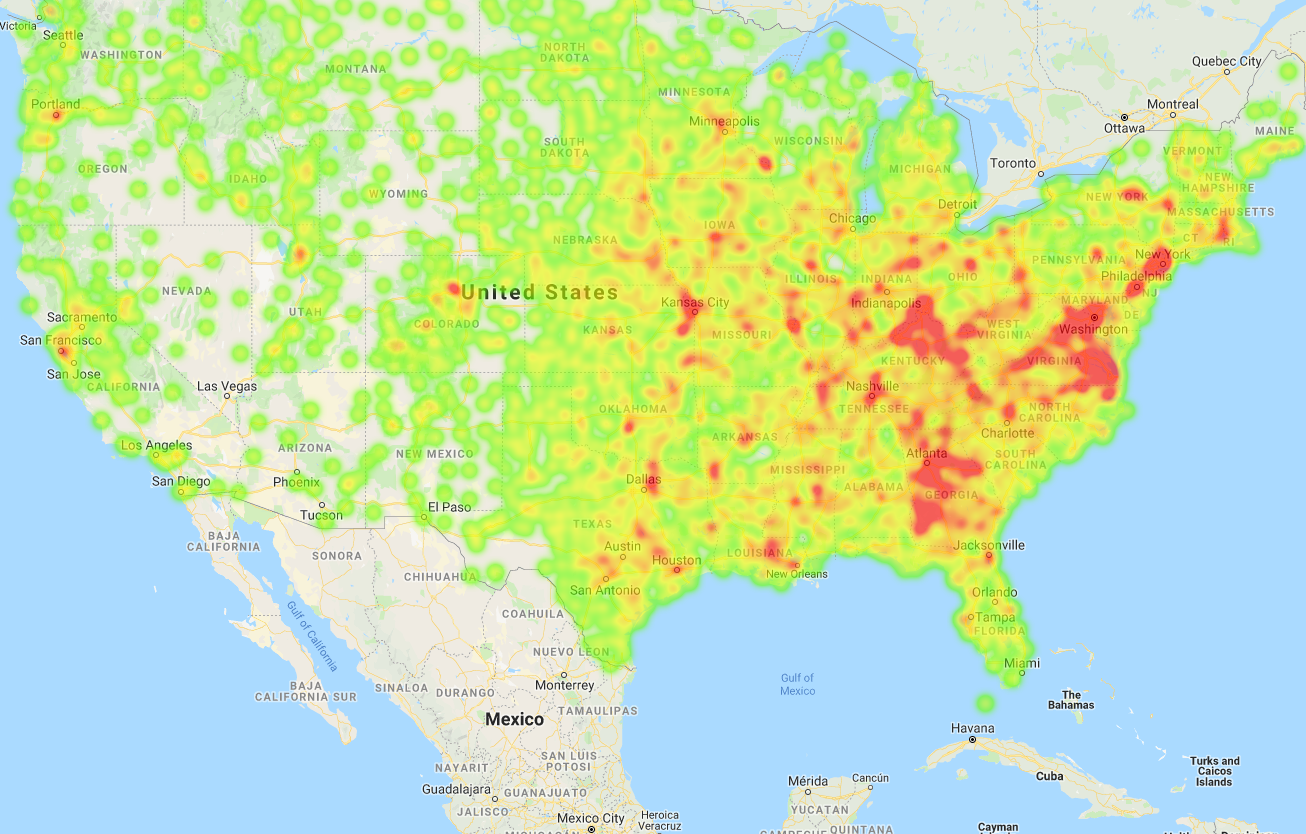 Victoria
Seattle
WASHINGTON
MONTANA
NORTH
DAKOTA
Quebec City
Portland
MINNESOTA
Minneapolis
Montreal
Ottawa
MAINE
OREGON
IDAHO
SOUTH
DAKOTA
WISCONSIN
VERMONT
Toronto
MICHIGAN
WYOMING
NEW
HAMPSHIRE
NEW YORK
Detroit
MASSACHUSETTS
Chicago
IOWA
NEBRASKA
CT
RI
New York
PENNSYLVANIA
Philadelphia
NEVADA
UTAH
United States
ILLINOIS
INDIANA
OHIO
NJ
Indianapolis
MARYLAND
Kansas City
Sacramento
COLORADO
KANSAS
MISSOURI
WEST
VIRGINIA
DE
Washington
San Francisco
San Jose
KENTUCKY
VIRGINIA
CALIFORNIA
Las Vegas
Nashville
TENNESSEE
OKLAHOMA
NORTH
CAROLINA
Charlotte
ARKANSAS
Los Angeles
ARIZONA
NEW MEXICO
Atlanta
SOUTH
CAROLINA
MISSISSIPPI
San Diego
Phoenix
Dallas
ALABAMA
GEORGIA
El Paso
Tucson
TEXAS
BAJA
CALIFORNIA
SONORA
Austin
Houston
LOUISIANA
Jacksonville
CHIHUAHUA
New Orleans
San Antonio
Orlando
COAHUILA
Tampa
FLORIDA
Gulf of California
NUEVO LEON
Miami
Monterrey
Gulf of
Mexico
BAJA
CALIFORNIA SUR
SINALOA
DURANGO
The
Bahamas
TAMAULIPAS
Mexico
Havana
SAN LUIS
POTOSI
NAYARIT
Mérida
Cancún
Cuba
Turks and
Caicos
Islands
Guadalajara
GUANAJUATO
JALISCO
YUCATAN
Mexico City
Heroica
Veracruz
QUINTANA
Cayman